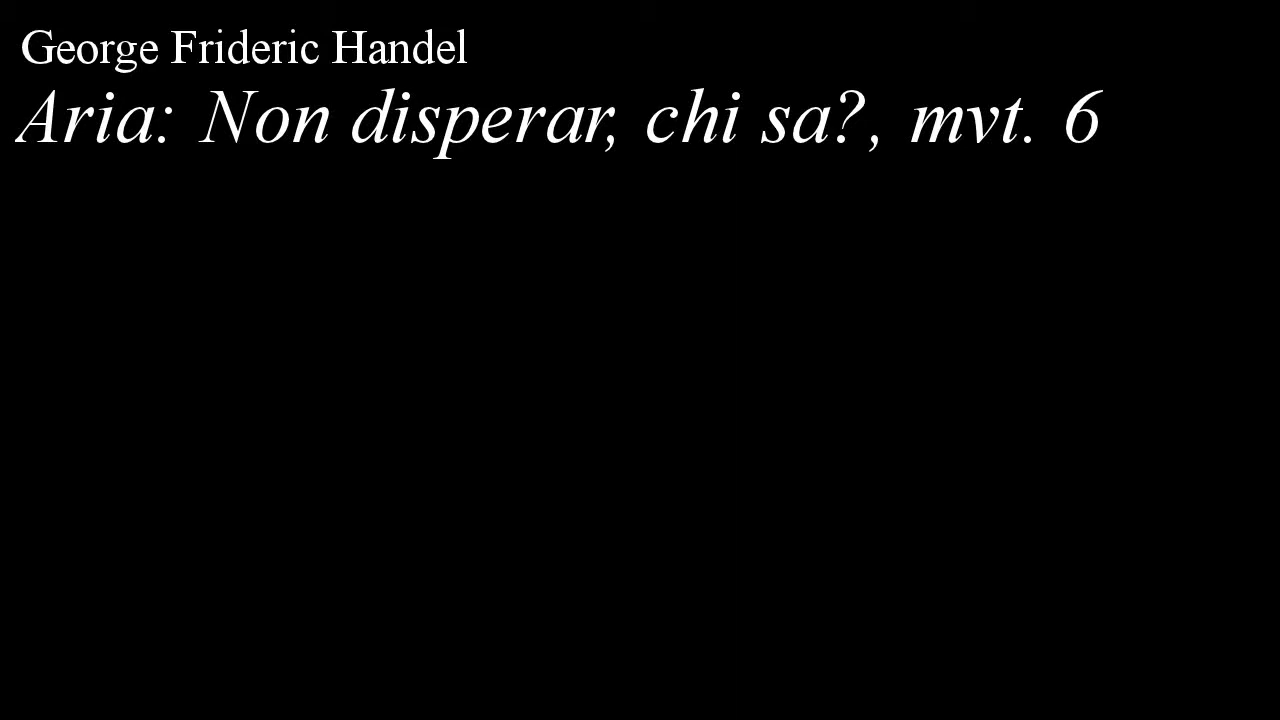 George Frideric Handel
Aria: Non disperar, chi sa?, mvt. 6